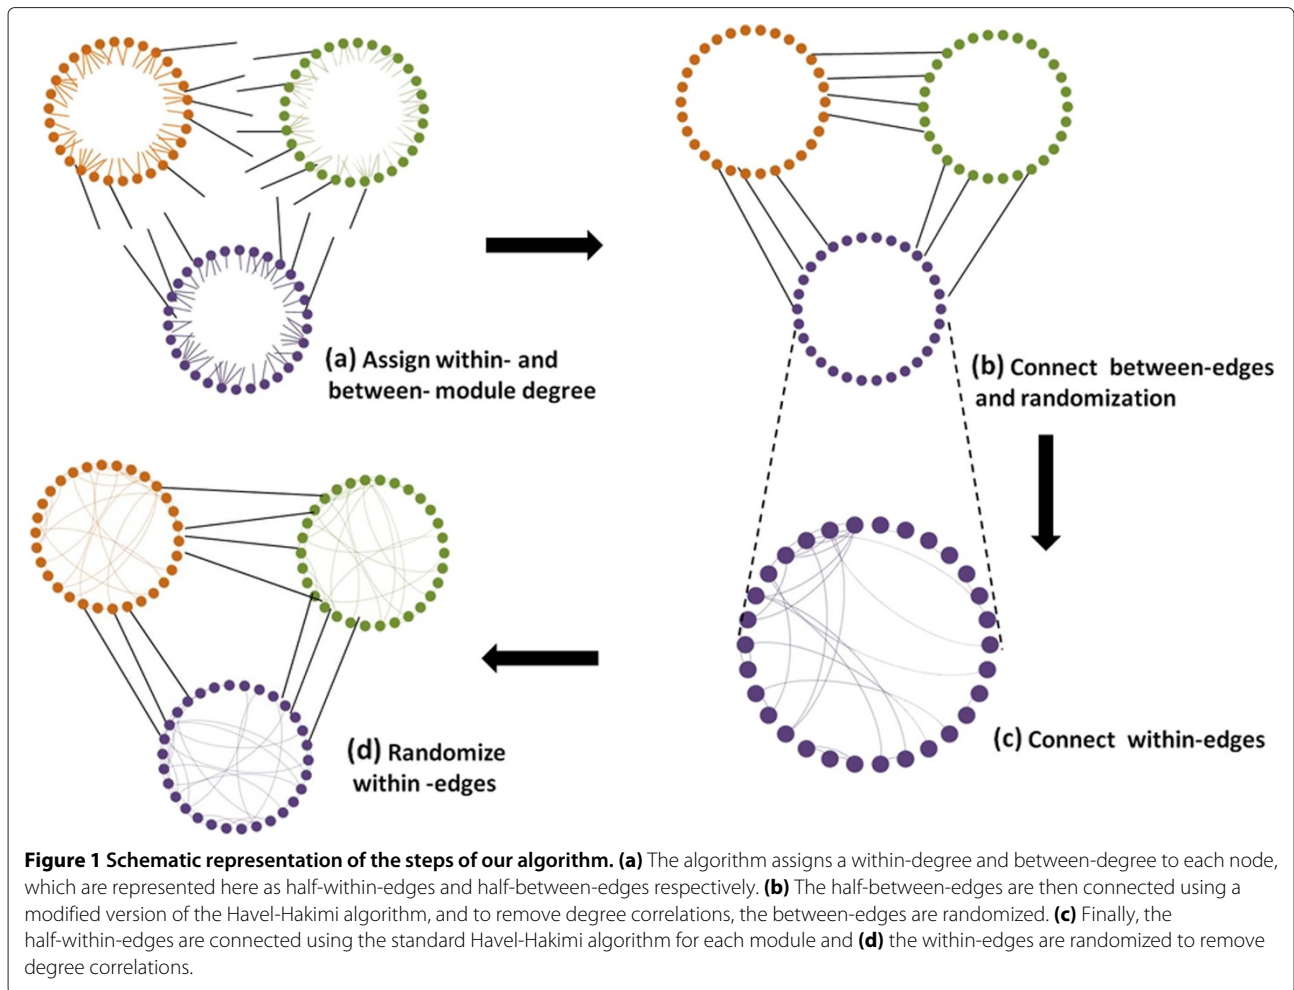 (a) Assign within- and
between- module degree
(b) Connect between-edges
and randomization
(c) Connect within-edges
(d) Randomize
within -edges
Figure 1 Schematic representation of the steps of our algorithm. (a) The algorithm assigns a within-degree and between-degree to each node,
which are represented here as half-within-edges and half-between-edges respectively. (b) The half-between-edges are then connected using a
modified version of the Havel-Hakimi algorithm, and to remove degree correlations, the between-edges are randomized. (c) Finally, the
half-within-edges are connected using the standard Havel-Hakimi algorithm for each module and (d) the within-edges are randomized to remove
degree correlations.